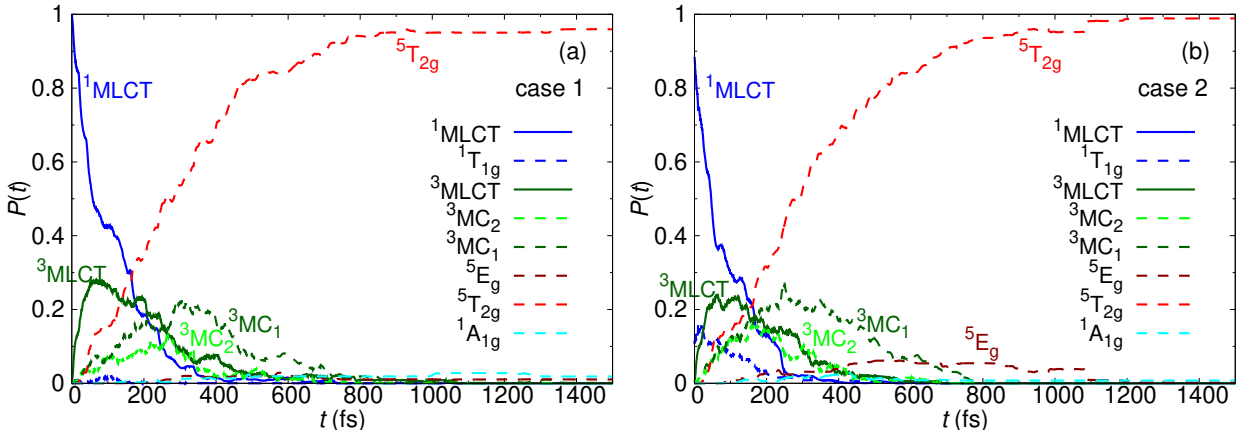 1
0.8
0.6
0.4
0.2
0
P(t)
0 200 400 600 800 1000 1200 1400
t (fs)
(a)
case 1
⁵T₂g
¹MLCT
³MLCT
³MC₂
³MC₁
¹MLCT
¹T₁g
³MLCT
³MC₂
³MC₁
⁵Eg
⁵T₂g
¹A₁g
1
0.8
0.6
0.4
0.2
0
P(t)
0 200 400 600 800 1000 1200 1400
t (fs)
(b)
case 2
⁵T₂g
¹MLCT
³MLCT
³MC₂
³MC₁
⁵Eg
¹MLCT
¹T₁g
³MLCT
³MC₂
³MC₁
⁵Eg
⁵T₂g
¹A₁g